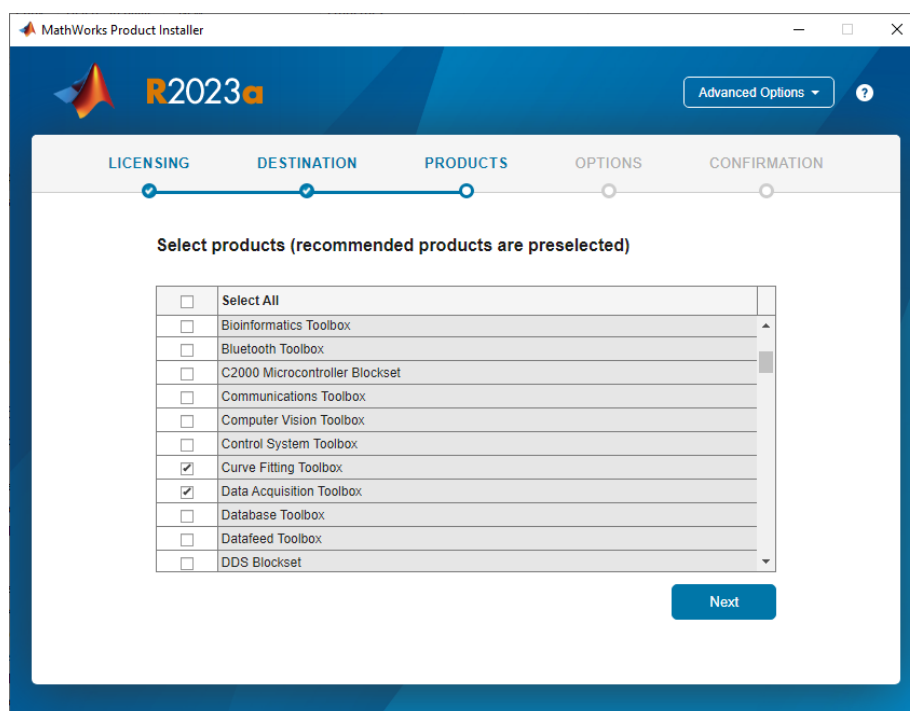 MathWorks Product Installer
R2023a
Advanced Options
?
LICENSING
DESTINATION
PRODUCTS
OPTIONS
CONFIRMATION
Select products (recommended products are preselected)
Select All
Bioinformatics Toolbox
Bluetooth Toolbox
C2000 Microcontroller Blockset
Communications Toolbox
Computer Vision Toolbox
Control System Toolbox
Curve Fitting Toolbox
Data Acquisition Toolbox
Database Toolbox
Datafeed Toolbox
DDS Blockset
Next